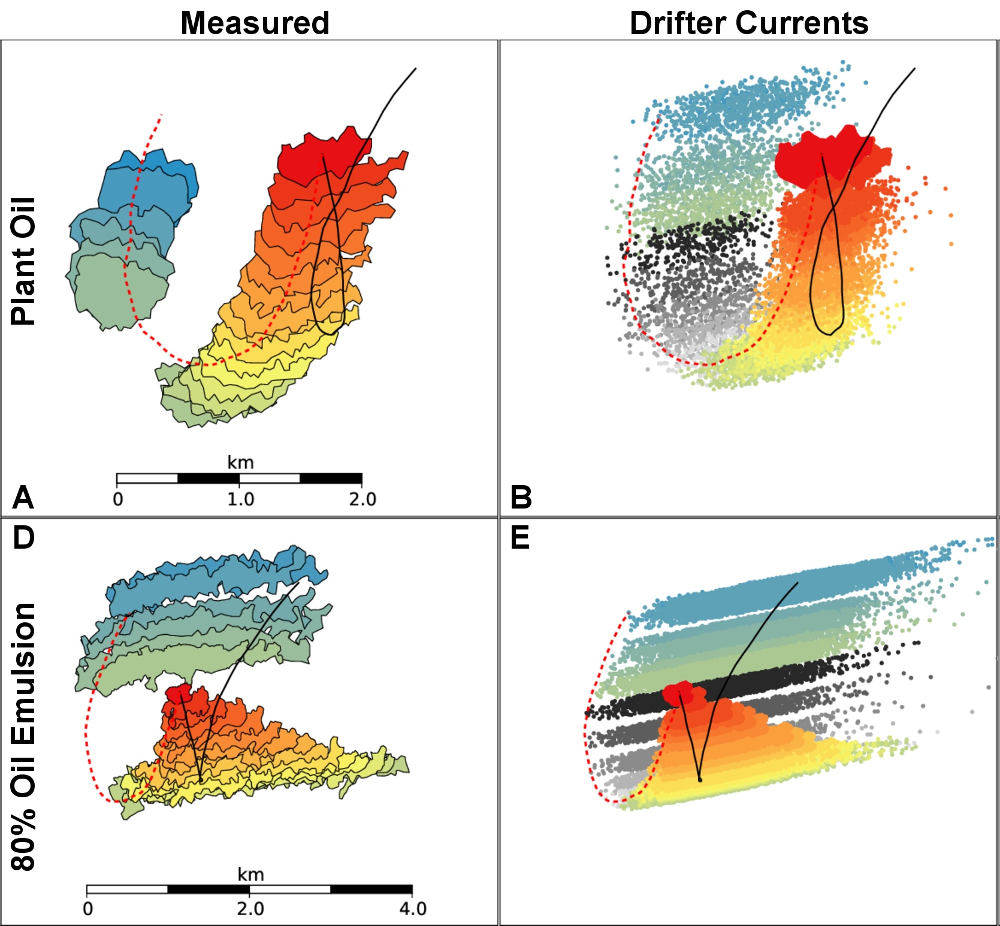 Measured
Drifter Currents
Plant Oil
km
0 1.0 2.0
A
B
80% Oil Emulsion
D
E
km
0 2.0 4.0